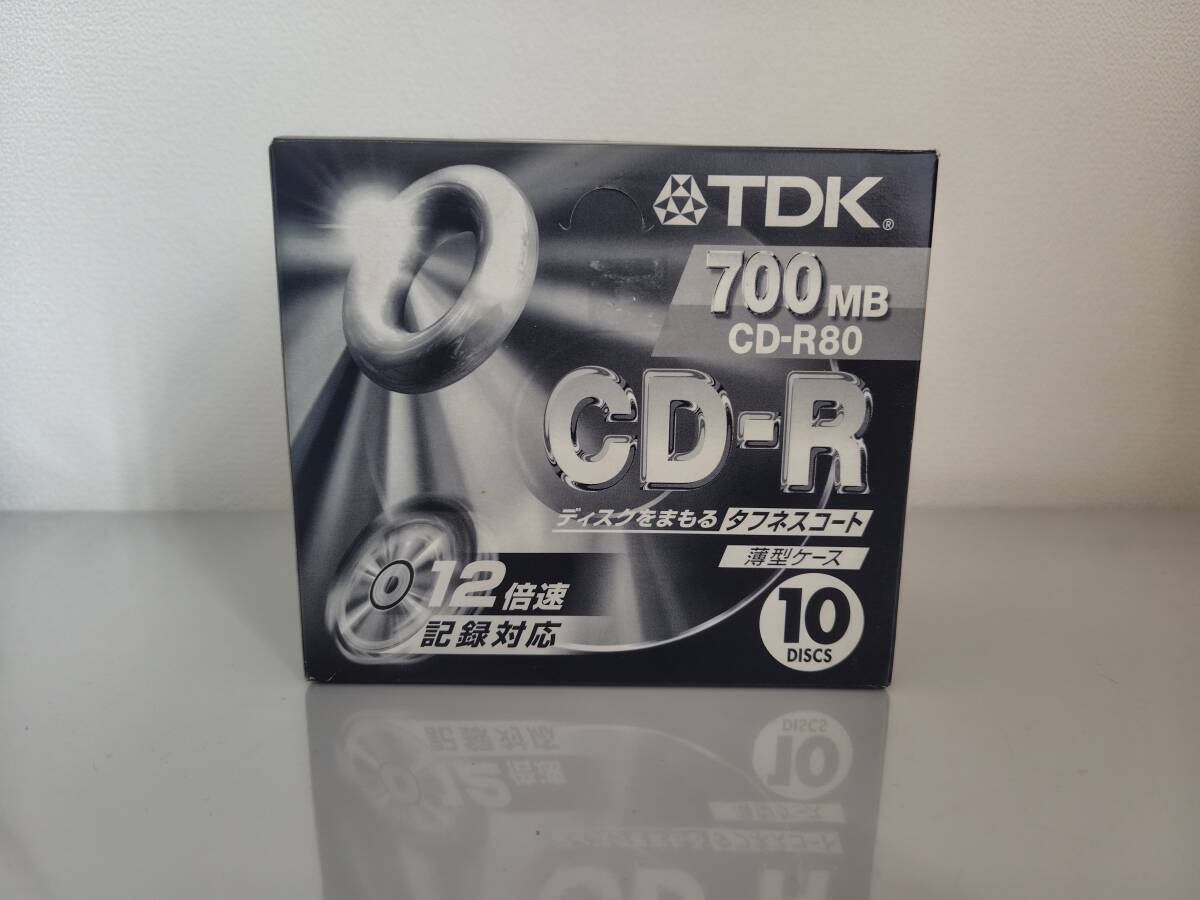 TDK®
700MB
CD-R80
CD-R
ディスクをまもる タフネスコート
薄型ケース
12倍速
記録対応
10
DISCS